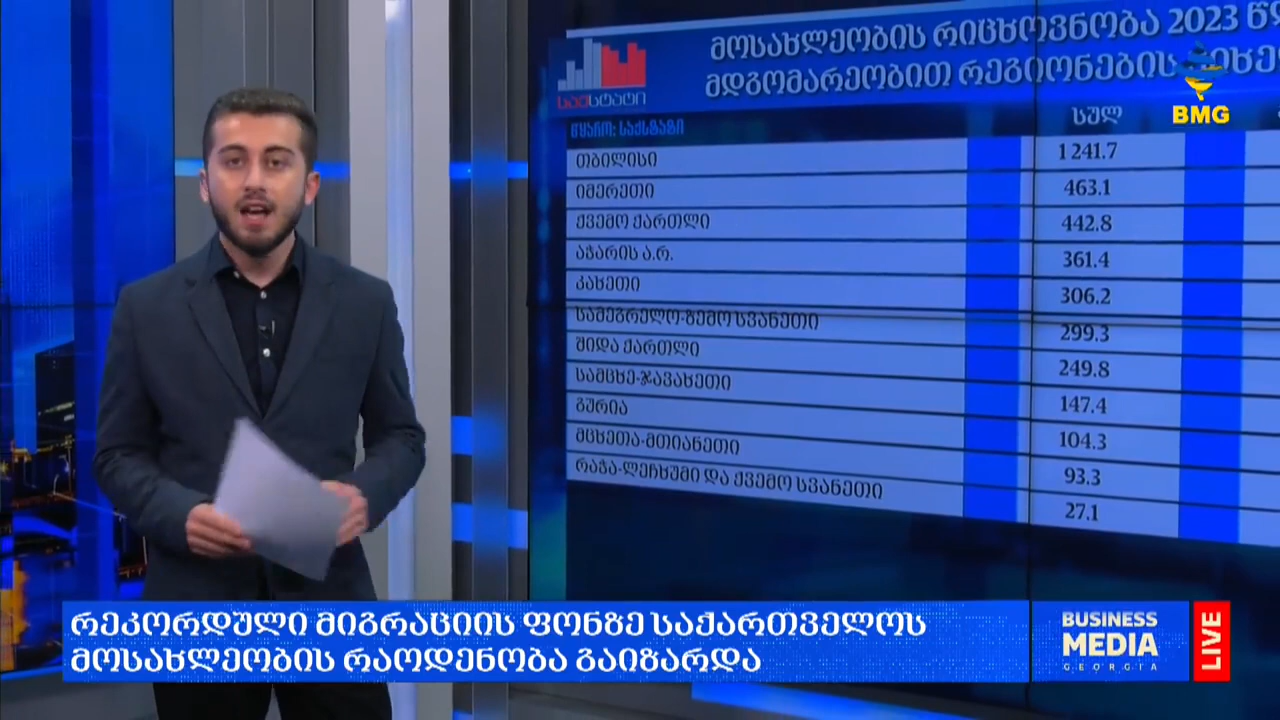 მოსახლეობის რიცხოვნობა 2023
მდგომარეობით რეგიონების
საქსტატი
BMG
წყარო: საქსტატი
სულ
თბილისი 1 241.7
იმერეთი 463.1
ქვემო ქართლი 442.8
აჭარის ა.რ. 361.4
კახეთი 306.2
სამეგრელო-ზემო სვანეთი 299.3
შიდა ქართლი 249.8
სამცხე-ჯავახეთი 147.4
გურია 104.3
მცხეთა-მთიანეთი 93.3
რაჭა-ლეჩხუმი და ქვემო სვანეთი 27.1
რეკორდული მიგრაციის ფონზე საქართველოს
მოსახლეობის რაოდენობა გაიზარდა
BUSINESS
MEDIA
GEORGIA
LIVE